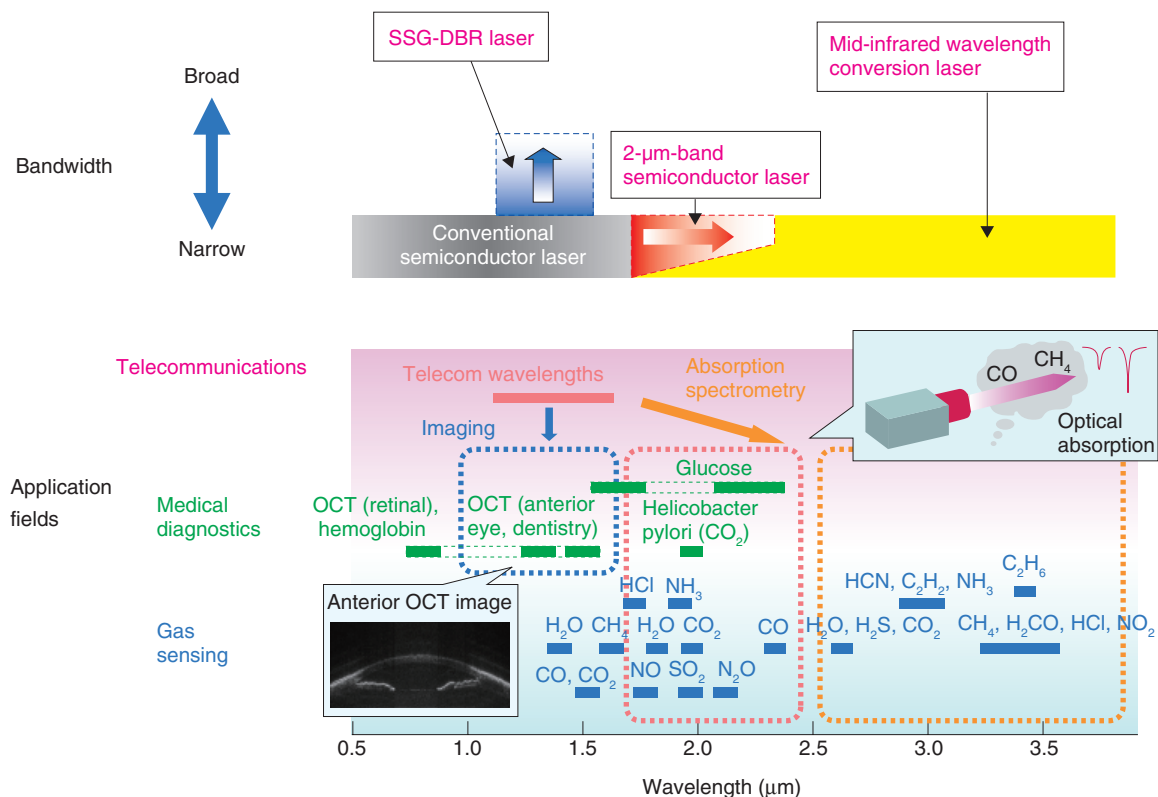 SSG-DBR laser
Mid-infrared wavelength
conversion laser
Broad
Bandwidth
2-μm-band
semiconductor laser
Narrow
Conventional
semiconductor laser
Telecommunications
Telecom wavelengths
Absorption
spectrometry
CO
CH₄
Optical
absorption
Imaging
Application
fields
Medical
diagnostics
OCT (retinal),
hemoglobin
OCT (anterior
eye, dentistry)
Glucose
Helicobacter
pylori (CO₂)
Anterior OCT image
Gas
sensing
HCl
NH₃
HCN, C₂H₂, NH₃
C₂H₆
H₂O
CH₄
H₂O
CO₂
CO
H₂O, H₂S, CO₂
CH₄, H₂CO, HCl, NO₂
CO, CO₂
NO
SO₂
N₂O
0.5
1.0
1.5
2.0
2.5
3.0
3.5
Wavelength (μm)